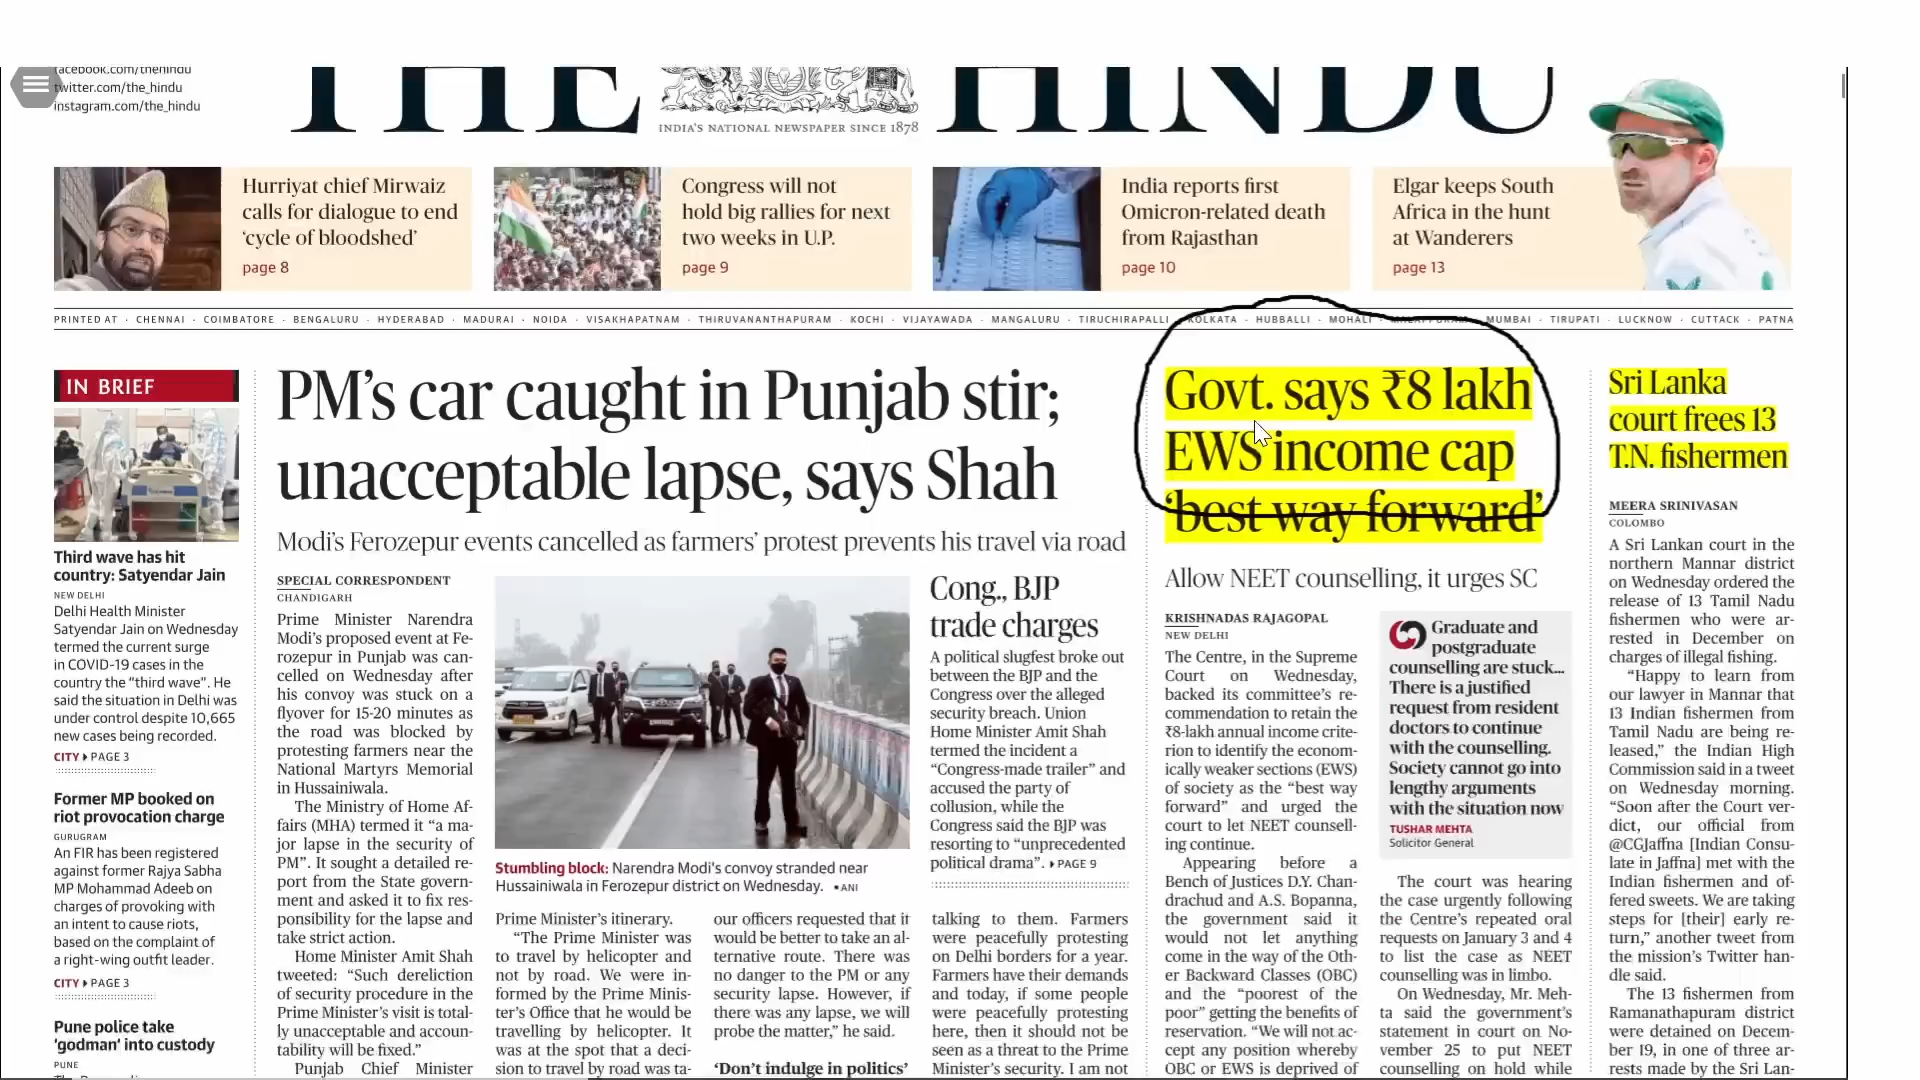 facebook.com/thehindu
twitter.com/the_hindu
instagram.com/the_hindu
THE HINDU
INDIA'S NATIONAL NEWSPAPER SINCE 1878
Hurriyat chief Mirwaiz
calls for dialogue to end
‘cycle of bloodshed’
page 8
Congress will not
hold big rallies for next
two weeks in U.P.
page 9
India reports first
Omicron-related death
from Rajasthan
page 10
Elgar keeps South
Africa in the hunt
at Wanderers
page 13
PRINTED AT · CHENNAI · COIMBATORE · BENGALURU · HYDERABAD · MADURAI · NOIDA · VISAKHAPATNAM · THIRUVANANTHAPURAM · KOCHI · VIJAYAWADA · MANGALURU · TIRUCHIRAPALLI · KOLKATA · HUBBALLI · MOHALI · MALAPPURAM · MUMBAI · TIRUPATI · LUCKNOW · CUTTACK · PATNA
IN BRIEF
Third wave has hit
country: Satyendar Jain
NEW DELHI
Delhi Health Minister
Satyendar Jain on Wednesday
termed the current surge
in COVID-19 cases in the
country the “third wave”. He
said the situation in Delhi was
under control despite 10,665
new cases being recorded.
CITY PAGE 3
Former MP booked on
riot provocation charge
GURUGRAM
An FIR has been registered
against former Rajya Sabha
MP Mohammad Adeeb on
charges of provoking with
an intent to cause riots,
based on the complaint of
a right-wing outfit leader.
CITY PAGE 3
Pune police take
‘godman’ into custody
PUNE
PM’s car caught in Punjab stir;
unacceptable lapse, says Shah
Modi’s Ferozepur events cancelled as farmers’ protest prevents his travel via road
SPECIAL CORRESPONDENT
CHANDIGARH
Prime Minister Narendra
Modi’s proposed event at Fe-
rozepur in Punjab was can-
celled on Wednesday after
his convoy was stuck on a
flyover for 15-20 minutes as
the road was blocked by
protesting farmers near the
National Martyrs Memorial
in Hussainiwala.
The Ministry of Home Af-
fairs (MHA) termed it “a ma-
jor lapse in the security of
PM”. It sought a detailed re-
port from the State govern-
ment and asked it to fix res-
ponsibility for the lapse and
take strict action.
Home Minister Amit Shah
tweeted: “Such dereliction
of security procedure in the
Prime Minister’s visit is total-
ly unacceptable and accoun-
tability will be fixed.”
Punjab Chief Minister
Stumbling block: Narendra Modi’s convoy stranded near
Hussainiwala in Ferozepur district on Wednesday. ▪ ANI
Prime Minister’s itinerary.
“The Prime Minister was
to travel by helicopter and
not by road. We were in-
formed by the Prime Minis-
ter’s Office that he would be
travelling by helicopter. It
was at the spot that a deci-
sion to travel by road was ta-
our officers requested that it
would be better to take an al-
ternative route. There was
no danger to the PM or any
security lapse. However, if
there was any lapse, we will
probe the matter,” he said.
‘Don’t indulge in politics’
Cong., BJP
trade charges
A political slugfest broke out
between the BJP and the
Congress over the alleged
security breach. Union
Home Minister Amit Shah
termed the incident a
“Congress-made trailer” and
accused the party of
collusion, while the
Congress said the BJP was
resorting to “unprecedented
political drama”. PAGE 9
talking to them. Farmers
were peacefully protesting
on Delhi borders for a year.
Farmers have their demands
and today, if some people
were peacefully protesting
here, then it should not be
seen as a threat to the Prime
Minister’s security. I am not
Govt. says ₹8 lakh
EWS income cap
‘best way forward’
Allow NEET counselling, it urges SC
KRISHNADAS RAJAGOPAL
NEW DELHI
The Centre, in the Supreme
Court on Wednesday,
backed its committee’s re-
commendation to retain the
₹8-lakh annual income crite-
rion to identify the econom-
ically weaker sections (EWS)
of society as the “best way
forward” and urged the
court to let NEET counsell-
ing continue.
Appearing before a
Bench of Justices D.Y. Chan-
drachud and A.S. Bopanna,
the government said it
would not let anything
come in the way of the Oth-
er Backward Classes (OBC)
and the “poorest of the
poor” getting the benefits of
reservation. “We will not ac-
cept any position whereby
OBC or EWS is deprived of
Graduate and
postgraduate
counselling are stuck...
There is a justified
request from resident
doctors to continue
with the counselling.
Society cannot go into
lengthy arguments
with the situation now
TUSHAR MEHTA
Solicitor General
The court was hearing
the case urgently following
the Centre’s repeated oral
requests on January 3 and 4
to list the case as NEET
counselling was in limbo.
On Wednesday, Mr. Meh-
ta said the government’s
statement in court on No-
vember 25 to put NEET
counselling on hold while
Sri Lanka
court frees 13
T.N. fishermen
MEERA SRINIVASAN
COLOMBO
A Sri Lankan court in the
northern Mannar district
on Wednesday ordered the
release of 13 Tamil Nadu
fishermen who were ar-
rested in December on
charges of illegal fishing.
“Happy to learn from
our lawyer in Mannar that
13 Indian fishermen from
Tamil Nadu are being re-
leased,” the Indian High
Commission said in a tweet
on Wednesday morning.
“Soon after the Court ver-
dict, our official from
@CGJaffna [Indian Consu-
late in Jaffna] met with the
Indian fishermen and of-
fered sweets. We are taking
steps for [their] early re-
turn,” another tweet from
the mission’s Twitter han-
dle said.
The 13 fishermen from
Ramanathapuram district
were detained on Decem-
ber 19, in one of three ar-
rests made by the Sri Lan-